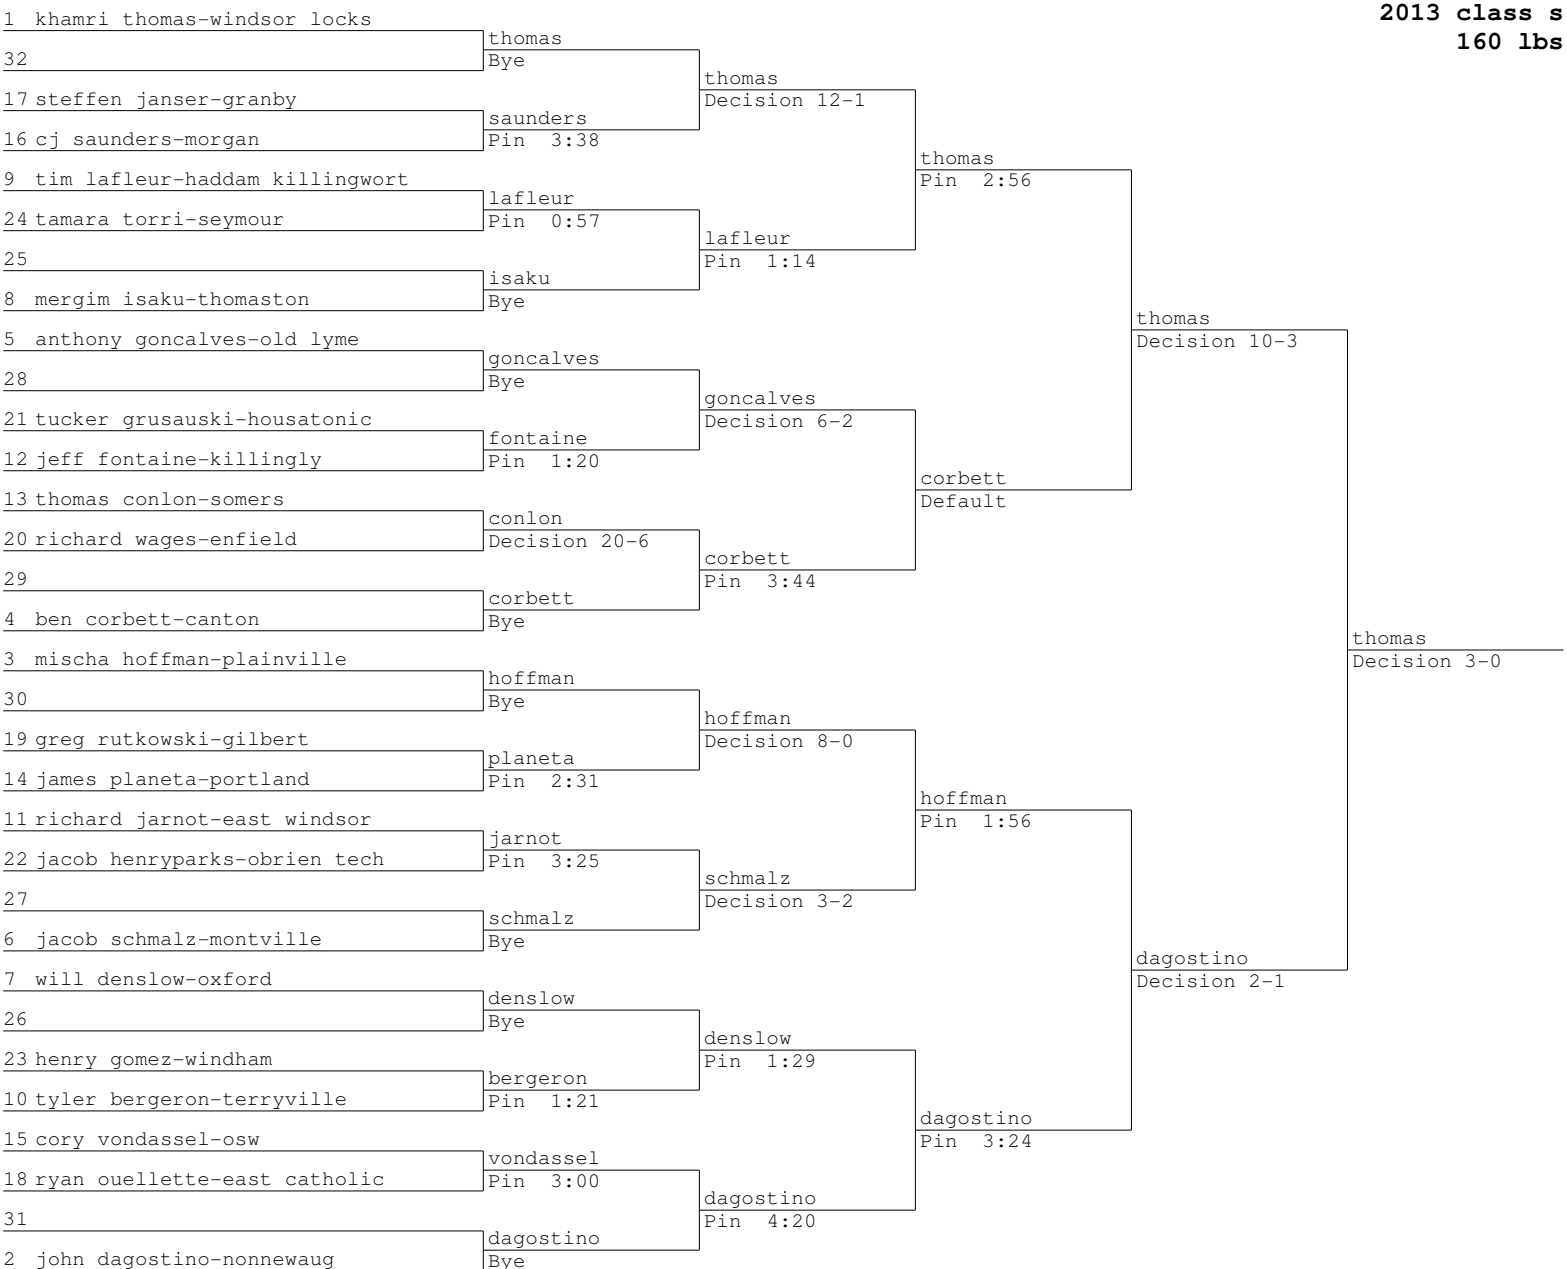 2013 class s
160 lbs
1 khamri thomas-windsor locks
32
17 steffen janser-granby
16 cj saunders-morgan
9 tim lafleur-haddam killingwort
24 tamara torri-seymour
25
8 mergim isaku-thomaston
5 anthony goncalves-old lyme
28
21 tucker grusauski-housatonic
12 jeff fontaine-killingly
13 thomas conlon-somers
20 richard wages-enfield
29
4 ben corbett-canton
3 mischa hoffman-plainville
30
19 greg rutkowski-gilbert
14 james planeta-portland
11 richard jarnot-east windsor
22 jacob henryparks-obrien tech
27
6 jacob schmalz-montville
7 will denslow-oxford
26
23 henry gomez-windham
10 tyler bergeron-terryville
15 cory vondassel-osw
18 ryan ouellette-east catholic
31
2 john dagostino-nonnewaug
thomas
Bye
saunders
Pin 3:38
lafleur
Pin 0:57
isaku
Bye
goncalves
Bye
fontaine
Pin 1:20
conlon
Decision 20-6
corbett
Bye
hoffman
Bye
planeta
Pin 2:31
jarnot
Pin 3:25
schmalz
Bye
denslow
Bye
bergeron
Pin 1:21
vondassel
Pin 3:00
dagostino
Bye
thomas
Decision 12-1
lafleur
Pin 1:14
goncalves
Decision 6-2
corbett
Pin 3:44
hoffman
Decision 8-0
schmalz
Decision 3-2
denslow
Pin 1:29
dagostino
Pin 4:20
thomas
Pin 2:56
corbett
Default
hoffman
Pin 1:56
dagostino
Pin 3:24
thomas
Decision 10-3
dagostino
Decision 2-1
thomas
Decision 3-0